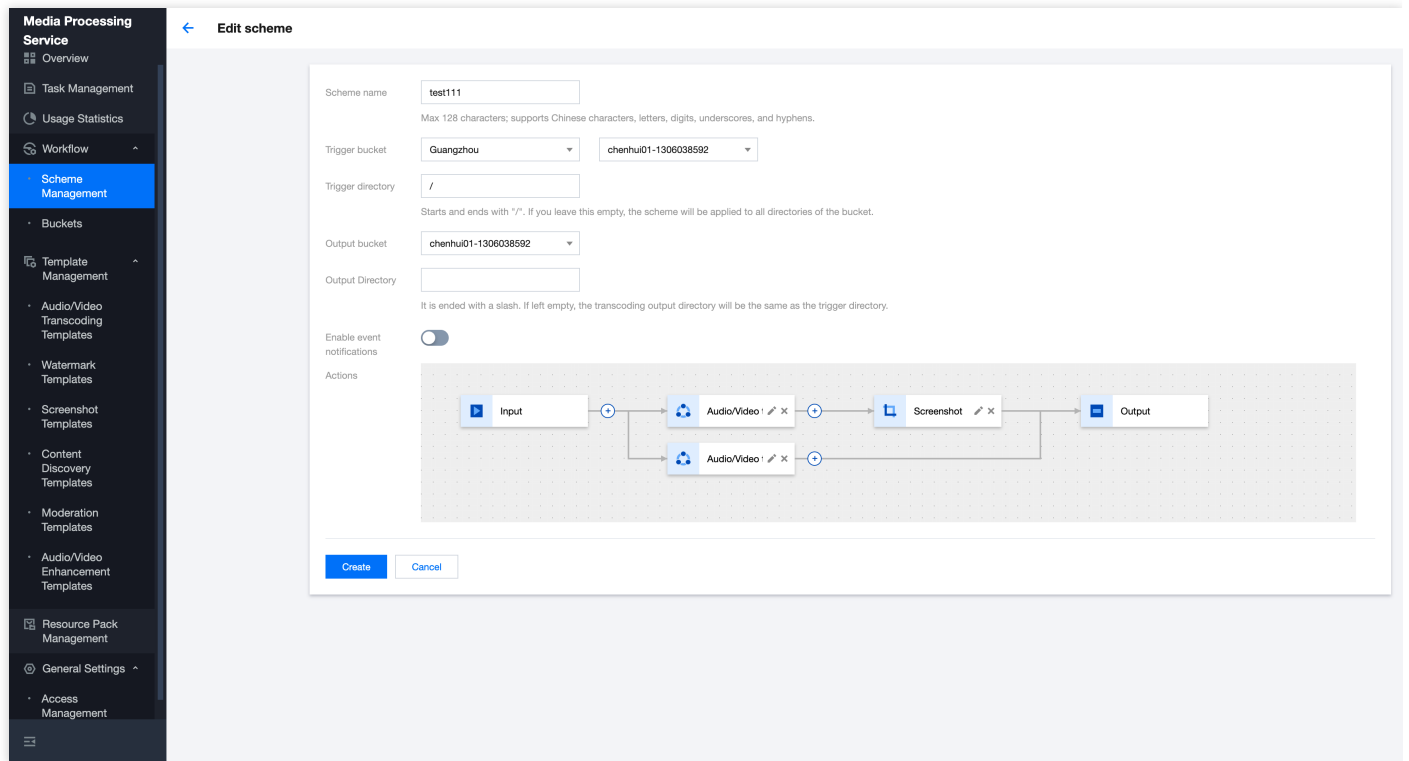 Media Processing
Service
Overview
Task Management
Usage Statistics
Workflow
Scheme
Management
Buckets
Template
Management
Audio/Video
Transcoding
Templates
Watermark
Templates
Screenshot
Templates
Content
Discovery
Templates
Moderation
Templates
Audio/Video
Enhancement
Templates
Resource Pack
Management
General Settings
Access
Management
Edit scheme
Scheme name
test111
Max 128 characters; supports Chinese characters, letters, digits, underscores, and hyphens.
Trigger bucket
Guangzhou
chenhui01-1306038592
Trigger directory
/
Starts and ends with "/". If you leave this empty, the scheme will be applied to all directories of the bucket.
Output bucket
chenhui01-1306038592
Output Directory
It is ended with a slash. If left empty, the transcoding output directory will be the same as the trigger directory.
Enable event
notifications
Actions
Input
Audio/Video
Screenshot
Output
Audio/Video
Create
Cancel